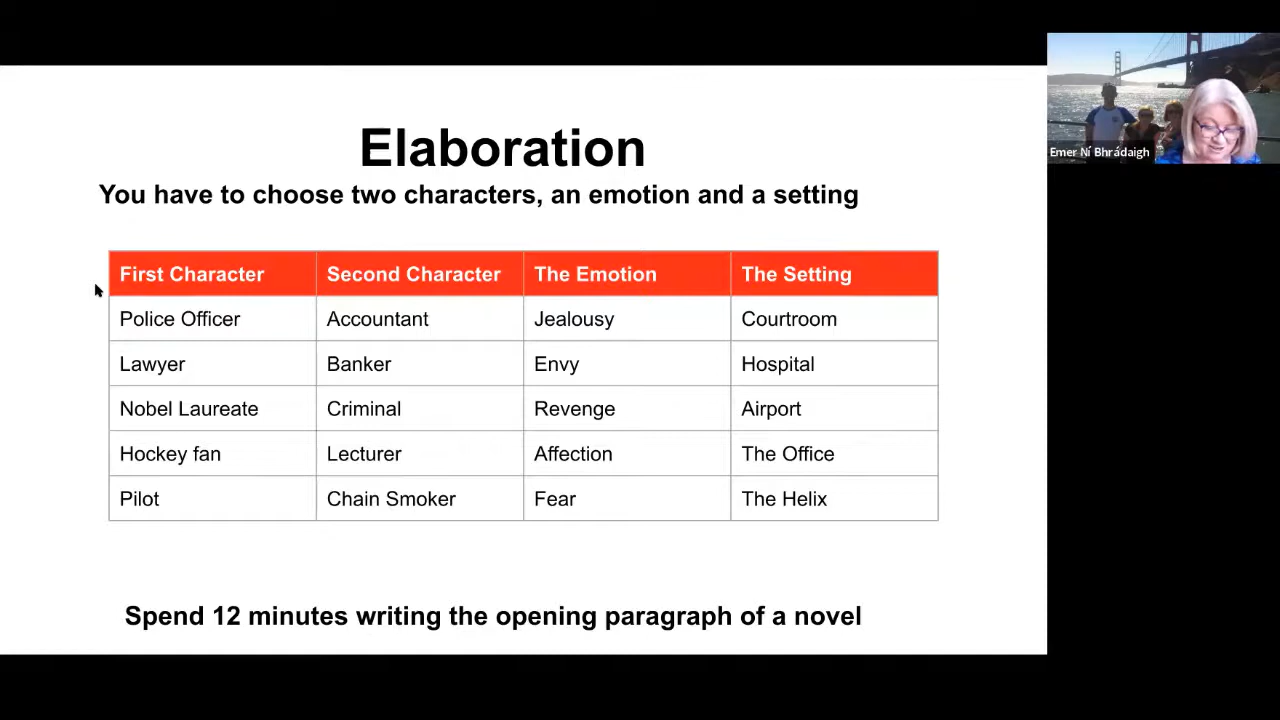 Elaboration
You have to choose two characters, an emotion and a setting
First Character Second Character The Emotion The Setting
Police Officer Accountant Jealousy Courtroom
Lawyer Banker Envy Hospital
Nobel Laureate Criminal Revenge Airport
Hockey fan Lecturer Affection The Office
Pilot Chain Smoker Fear The Helix
Spend 12 minutes writing the opening paragraph of a novel
Emer Ní Bhrádaigh